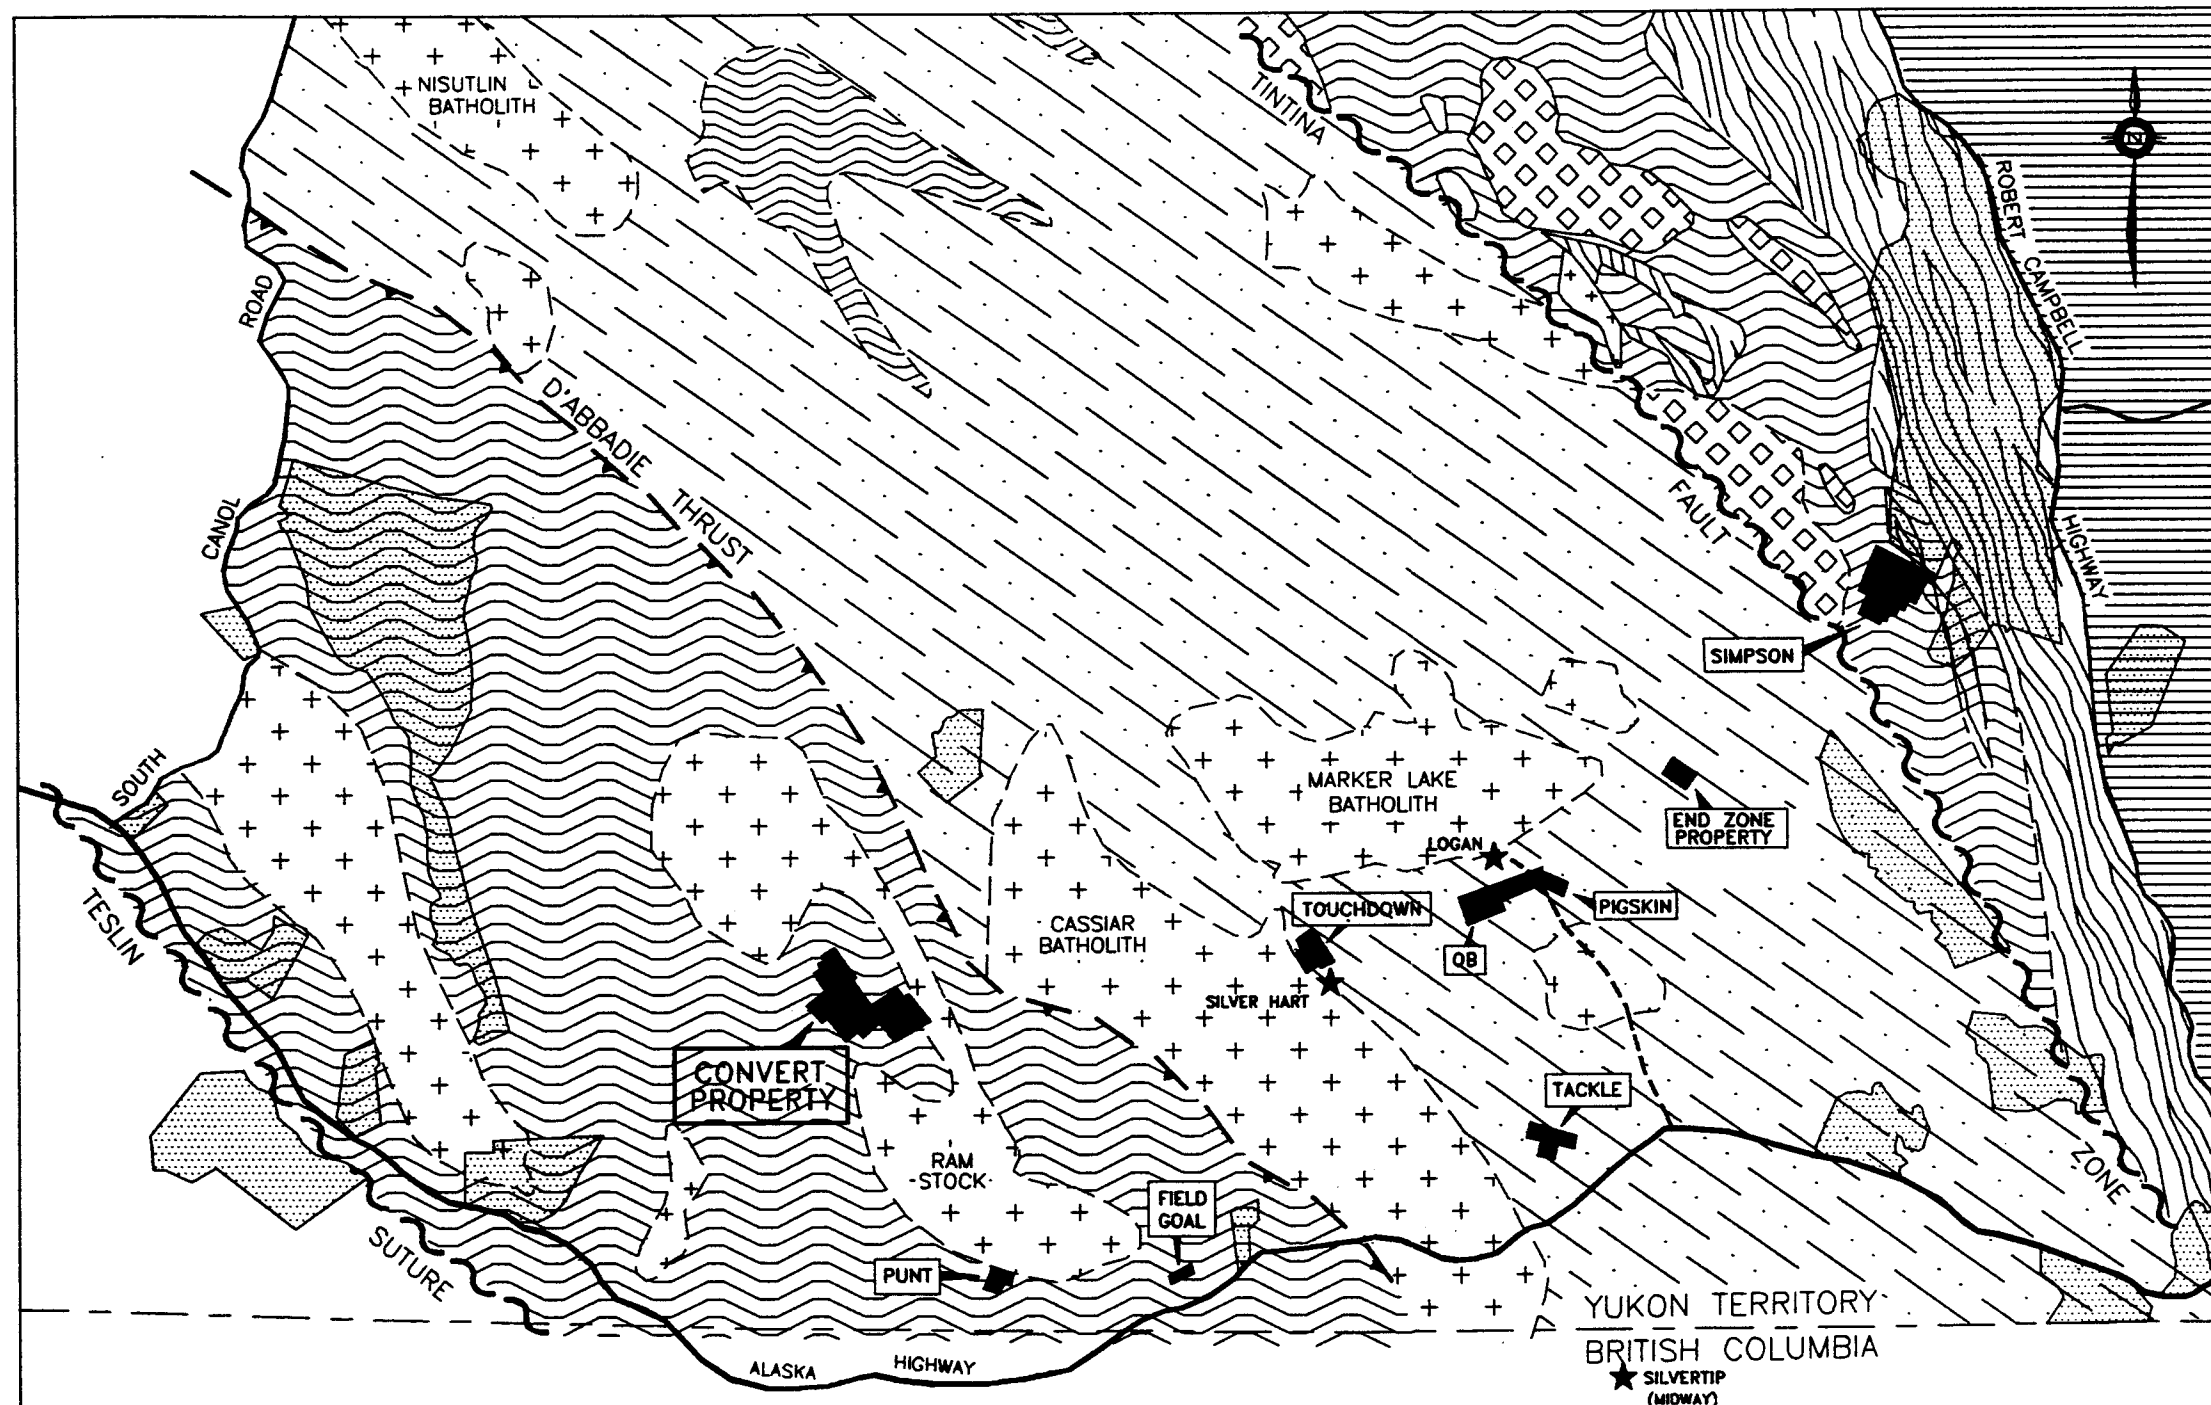 NISUTLIN
BATHOLITH
TINTINA
ROBERT CAMPBELL
N
ROAD
D'ABBADIE
THRUST
CANOL
FAULT
HIGHWAY
SIMPSON
SOUTH
MARKER LAKE
BATHOLITH
END ZONE
PROPERTY
LOGAN
TESLIN
TOUCHDOWN
PIGSKIN
CASSIAR
BATHOLITH
QB
SILVER HART
CONVERT
PROPERTY
TACKLE
RAM
STOCK
ZONE
FIELD
GOAL
SUTURE
PUNT
YUKON TERRITORY
BRITISH COLUMBIA
ALASKA HIGHWAY
SILVERTIP
(MIDWAY)